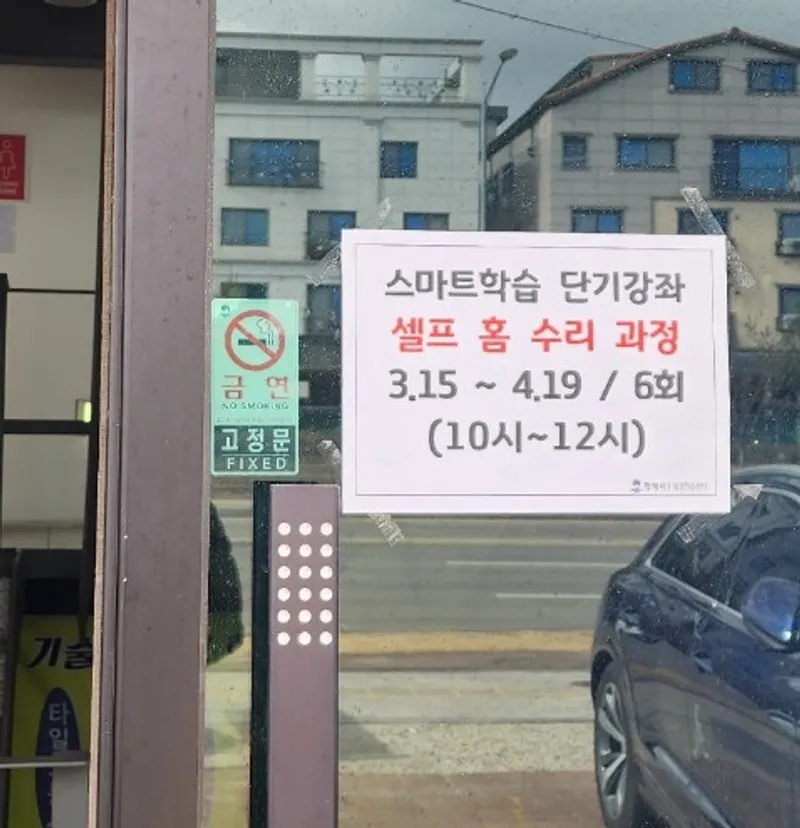 스마트학습 단기강좌
셀프 홈 수리 과정
3.15 ~ 4.19 / 6회
(10시~12시)
금연
NO SMOKING
고정문
FIXED
기술
타일